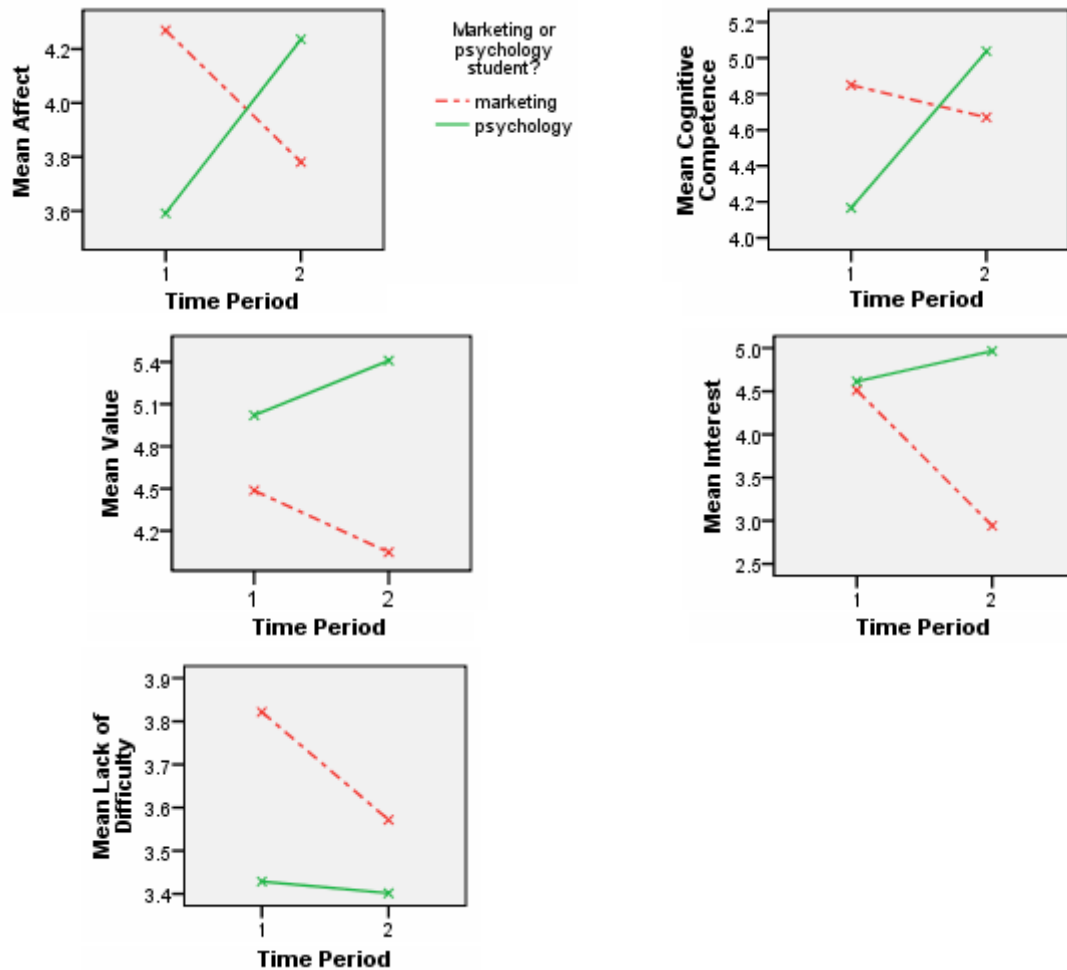 Mean Affect
4.2
4.0
3.8
3.6
1
2
Time Period
Marketing or
psychology
student?
marketing
psychology
Mean Cognitive
Competence
5.2
5.0
4.8
4.6
4.4
4.2
4.0
1
2
Time Period
Mean Value
5.4
5.1
4.8
4.5
4.2
1
2
Time Period
Mean Interest
5.0
4.5
4.0
3.5
3.0
2.5
1
2
Time Period
Mean Lack of
Difficulty
3.9
3.8
3.7
3.6
3.5
3.4
1
2
Time Period